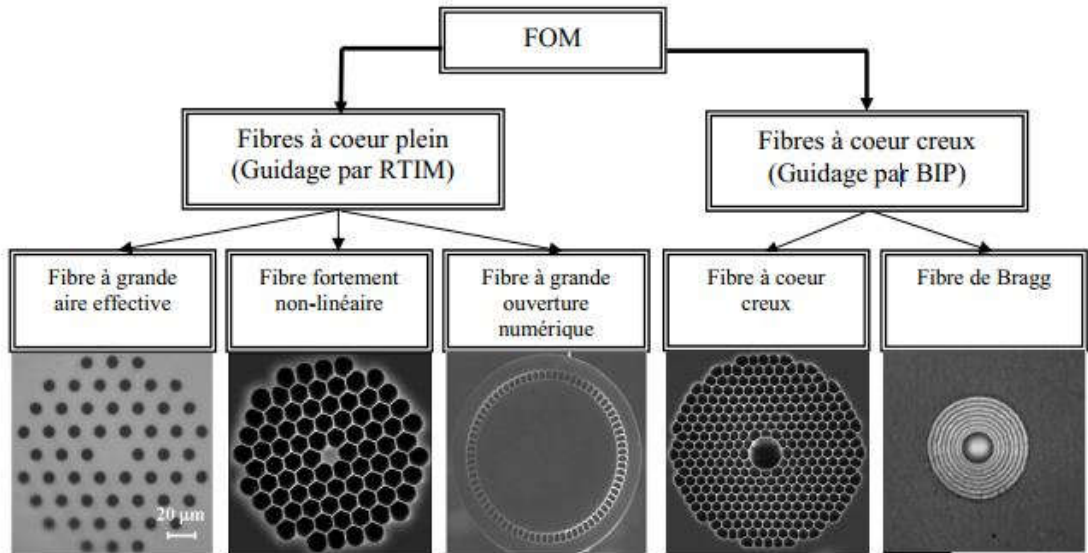 FOM
Fibres à coeur plein
(Guidage par RTIM)
Fibres à coeur creux
(Guidage par BIP)
Fibre à grande
aire effective
Fibre fortement
non-linéaire
Fibre à grande
ouverture
numérique
Fibre à coeur
creux
Fibre de Bragg
20 µm